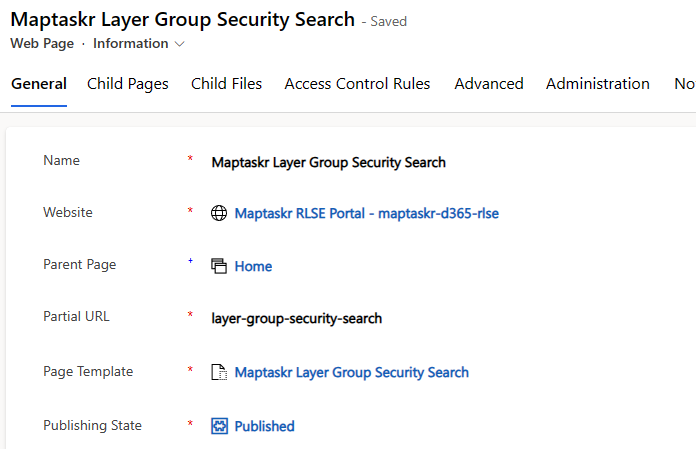 Maptaskr Layer Group Security Search - Saved
Web Page · Information
General Child Pages Child Files Access Control Rules Advanced Administration No
Name * Maptaskr Layer Group Security Search
Website * Maptaskr RLSE Portal - maptaskr-d365-rlse
Parent Page + Home
Partial URL * layer-group-security-search
Page Template * Maptaskr Layer Group Security Search
Publishing State * Published